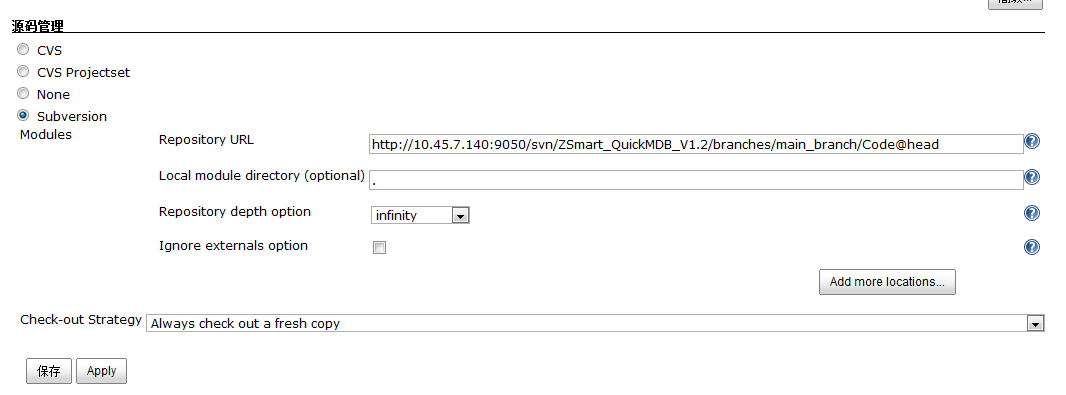 源码管理
CVS
CVS Projectset
None
Subversion
Modules
Repository URL
http://10.45.7.140:9050/svn/ZSmart_QuickMDB_V1.2/branches/main_branch/Code@head
Local module directory (optional)
.
Repository depth option
infinity
Ignore externals option
Add more locations...
Check-out Strategy
Always check out a fresh copy
保存 Apply